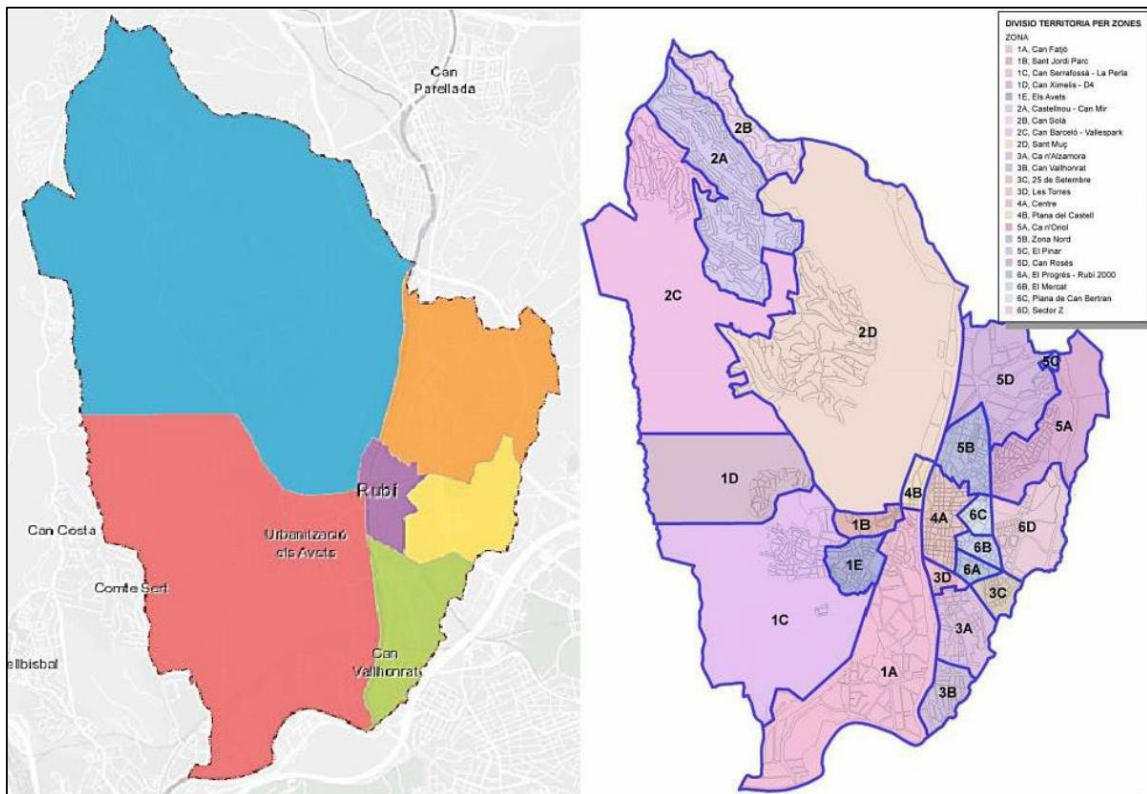 Can
Parellada
Rubí
Can Costa
Urbanització
els Avets
Comte Sert
ellbisbal
Can
Vallhonrat
DIVISIO TERRITORIA PER ZONES
ZONA
1A, Can Fatjó
1B, Sant Jordi Parc
1C, Can Serrafossà - La Perla
1D, Can Ximelis - D4
1E, Els Avets
2A, Castellnou - Can Mir
2B, Can Solà
2C, Can Barceló - Vallespark
2D, Sant Muç
3A, Ca n'Alzamora
3B, Can Vallhonrat
3C, 25 de Setembre
3D, Les Torres
4A, Centre
4B, Plana del Castell
5A, Ca n'Oriol
5B, Zona Nord
5C, El Pinar
5D, Can Rosés
6A, El Progrés - Rubí 2000
6B, El Mercat
6C, Plana de Can Bertran
6D, Sector Z
2B
2A
2C
2D
5C
5D
5A
5B
1D
4B
4A
6C
1B
6D
6B
1E
6A
3D
3C
1C
3A
1A
3B